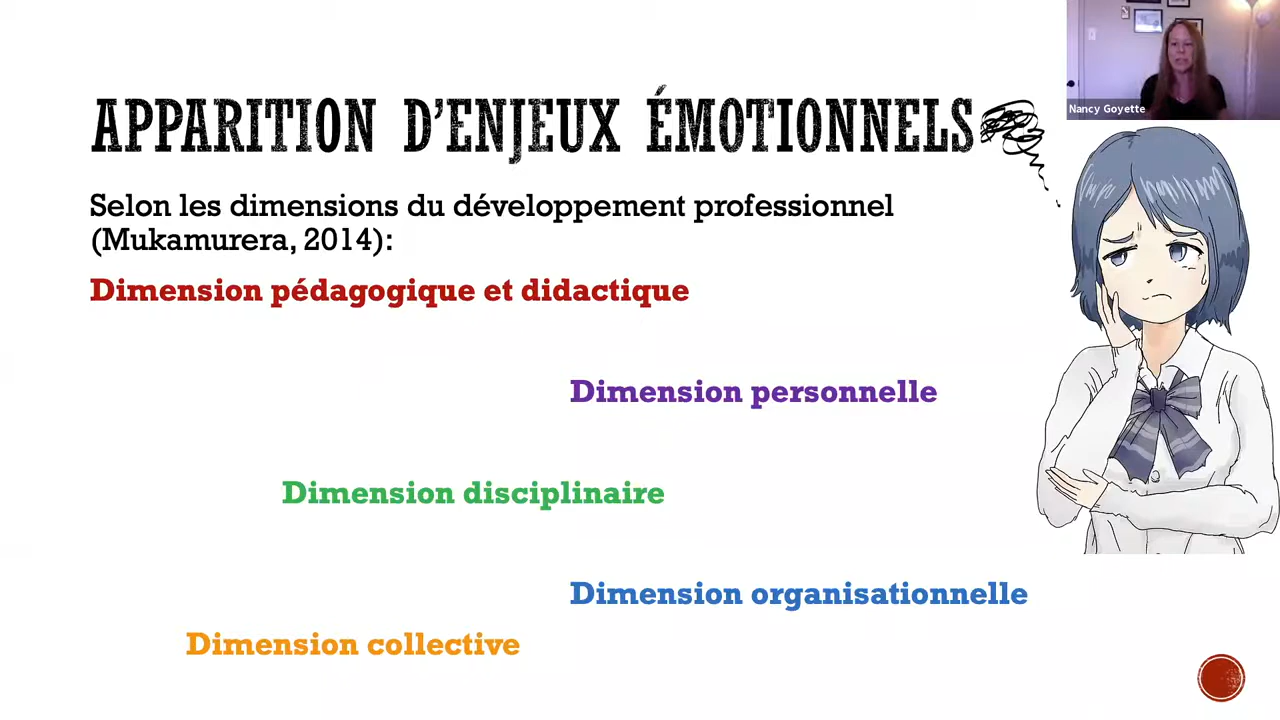 Nancy Goyette
APPARITION D'ENJEUX ÉMOTIONNELS
Selon les dimensions du développement professionnel
(Mukamurera, 2014):
Dimension pédagogique et didactique
Dimension personnelle
Dimension disciplinaire
Dimension organisationnelle
Dimension collective